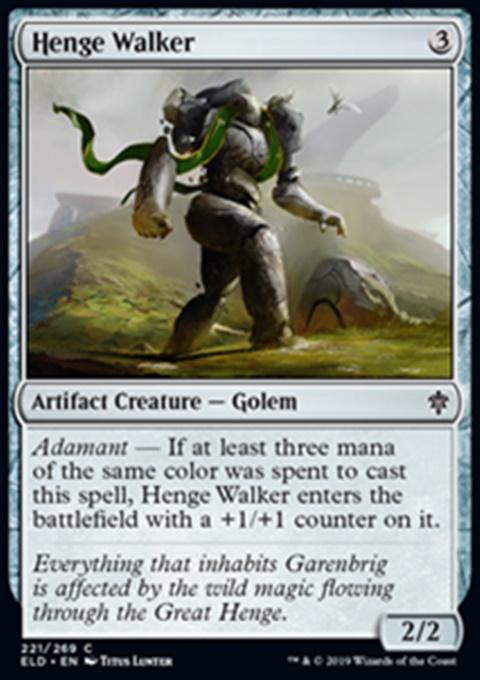 Henge Walker 3
Artifact Creature — Golem
Adamant — If at least three mana
of the same color was spent to cast
this spell, Henge Walker enters the
battlefield with a +1/+1 counter on it.
Everything that inhabits Garenbrig
is affected by the wild magic flowing
through the Great Henge.
2/2
221/269 C
ELD • EN Titus Lunter
™ & © 2019 Wizards of the Coast